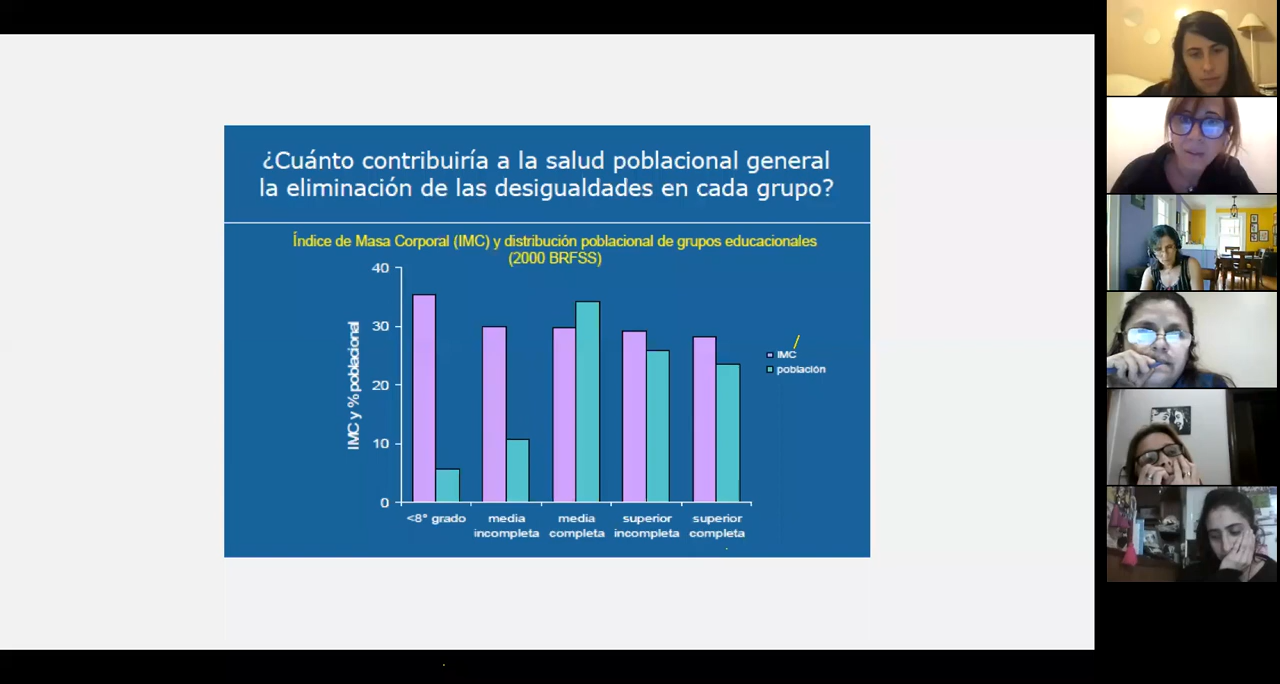 ¿Cuánto contribuiría a la salud poblacional general
la eliminación de las desigualdades en cada grupo?
Índice de Masa Corporal (IMC) y distribución poblacional de grupos educacionales
(2000 BRFSS)
IMC y % poblacional
40
30
20
10
0
<8° grado
media
incompleta
media
completa
superior
incompleta
superior
completa
IMC
población